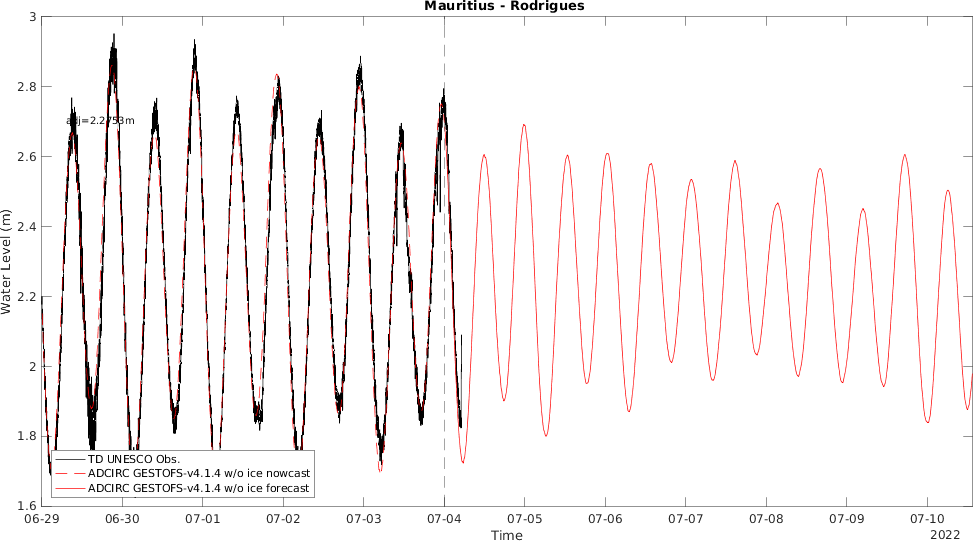 Mauritius - Rodrigues
3
2.8
2.6
2.4
2.2
2
1.8
1.6
Water Level (m)
adj=2.2753m
TD UNESCO Obs.
ADCIRC GESTOFS-v4.1.4 w/o ice nowcast
ADCIRC GESTOFS-v4.1.4 w/o ice forecast
06-29 06-30 07-01 07-02 07-03 07-04 07-05 07-06 07-07 07-08 07-09 07-10
Time
2022